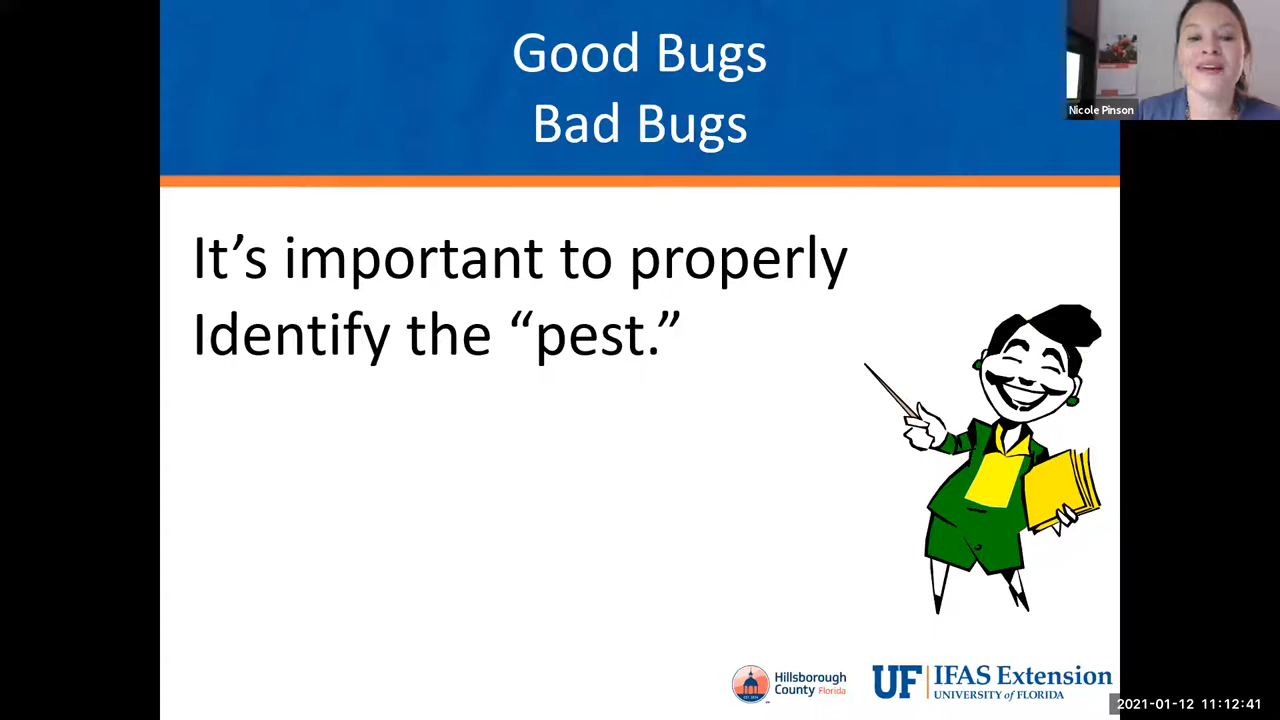 Good Bugs
Bad Bugs
Nicole Pinson
It’s important to properly
Identify the “pest.”
Hillsborough
County Florida
UF IFAS Extension
UNIVERSITY of FLORIDA
2021-01-12 11:12:41